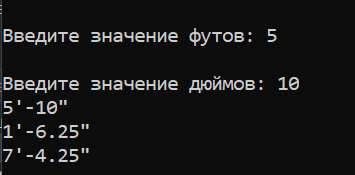 Введите значение футов: 5
Введите значение дюймов: 10
5'-10"
1'-6.25"
7'-4.25"